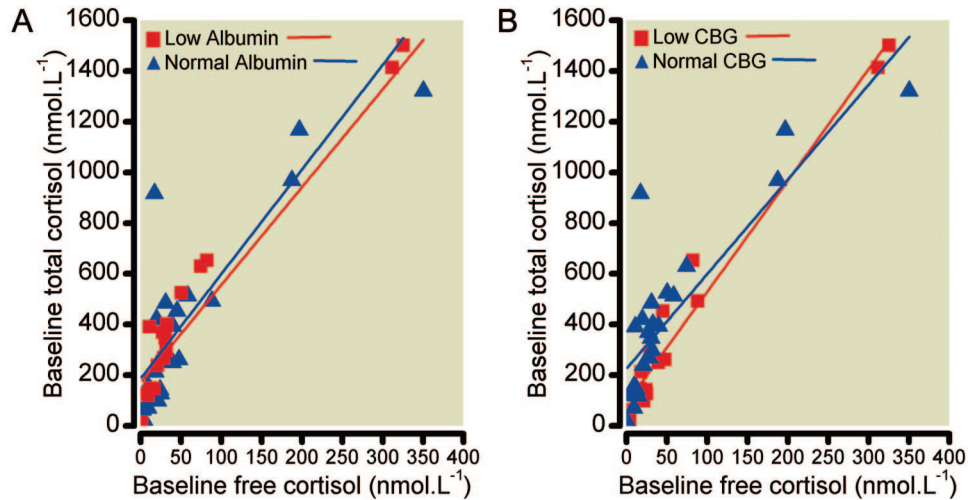 A
Baseline total cortisol (nmol.L⁻¹)
1600
1400
1200
1000
800
600
400
200
0
Low Albumin
Normal Albumin
0 50 100 150 200 250 300 350 400
Baseline free cortisol (nmol.L⁻¹)
B
Baseline total cortisol (nmol.L⁻¹)
1600
1400
1200
1000
800
600
400
200
0
Low CBG
Normal CBG
0 50 100 150 200 250 300 350 400
Baseline free cortisol (nmol.L⁻¹)